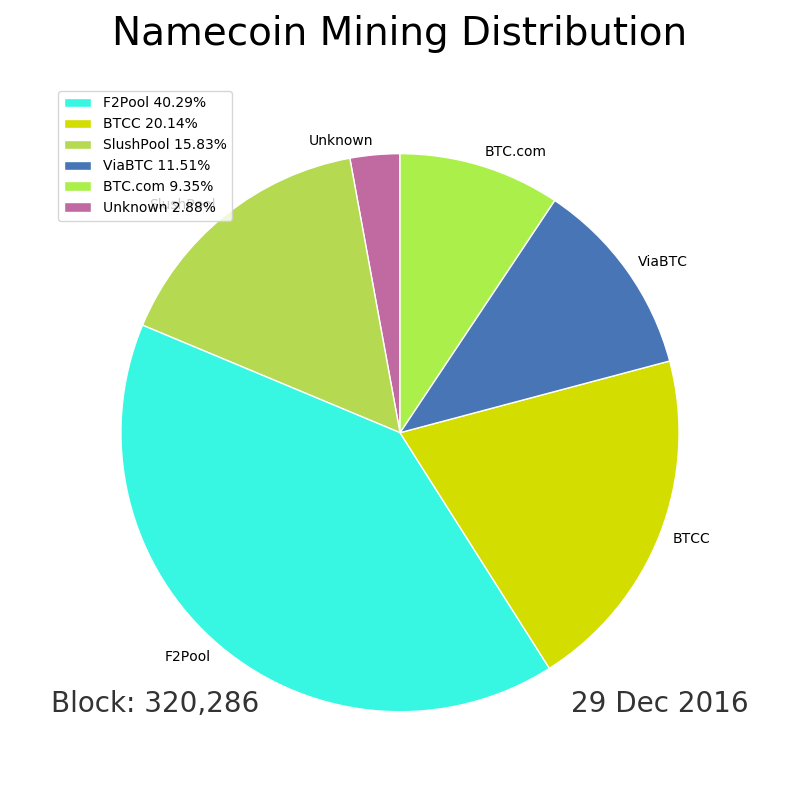 Namecoin Mining Distribution
F2Pool 40.29%
BTCC 20.14%
SlushPool 15.83%
ViaBTC 11.51%
BTC.com 9.35%
Unknown 2.88%
Unknown
BTC.com
SlushPool
ViaBTC
BTCC
F2Pool
Block: 320,286
29 Dec 2016